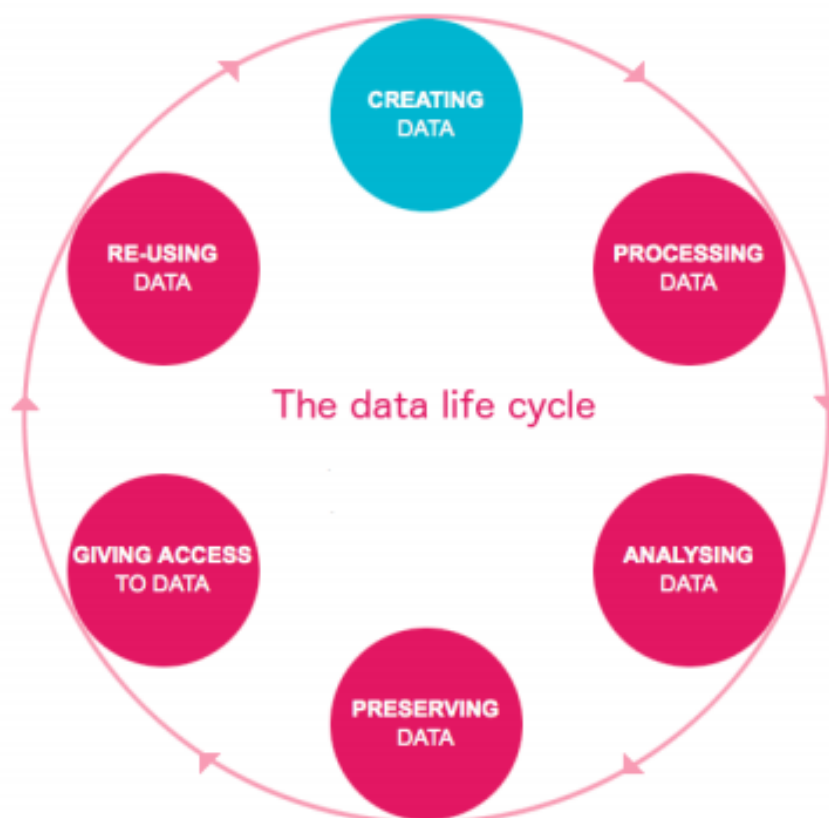 CREATING
DATA
PROCESSING
DATA
ANALYSING
DATA
PRESERVING
DATA
GIVING ACCESS
TO DATA
RE-USING
DATA
The data life cycle